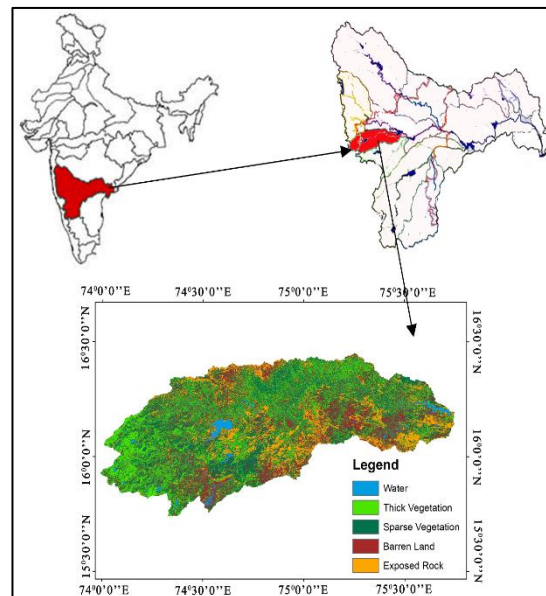 74°0'0''E 74°30'0''E 75°0'0''E 75°30'0''E
16°30'0''N 16°30'0''N
16°0'0''N 16°0'0''N
15°30'0''N 15°30'0''N
Legend
Water
Thick Vegetation
Sparse Vegetation
Barren Land
Exposed Rock
74°0'0''E 74°30'0''E 75°0'0''E 75°30'0''E